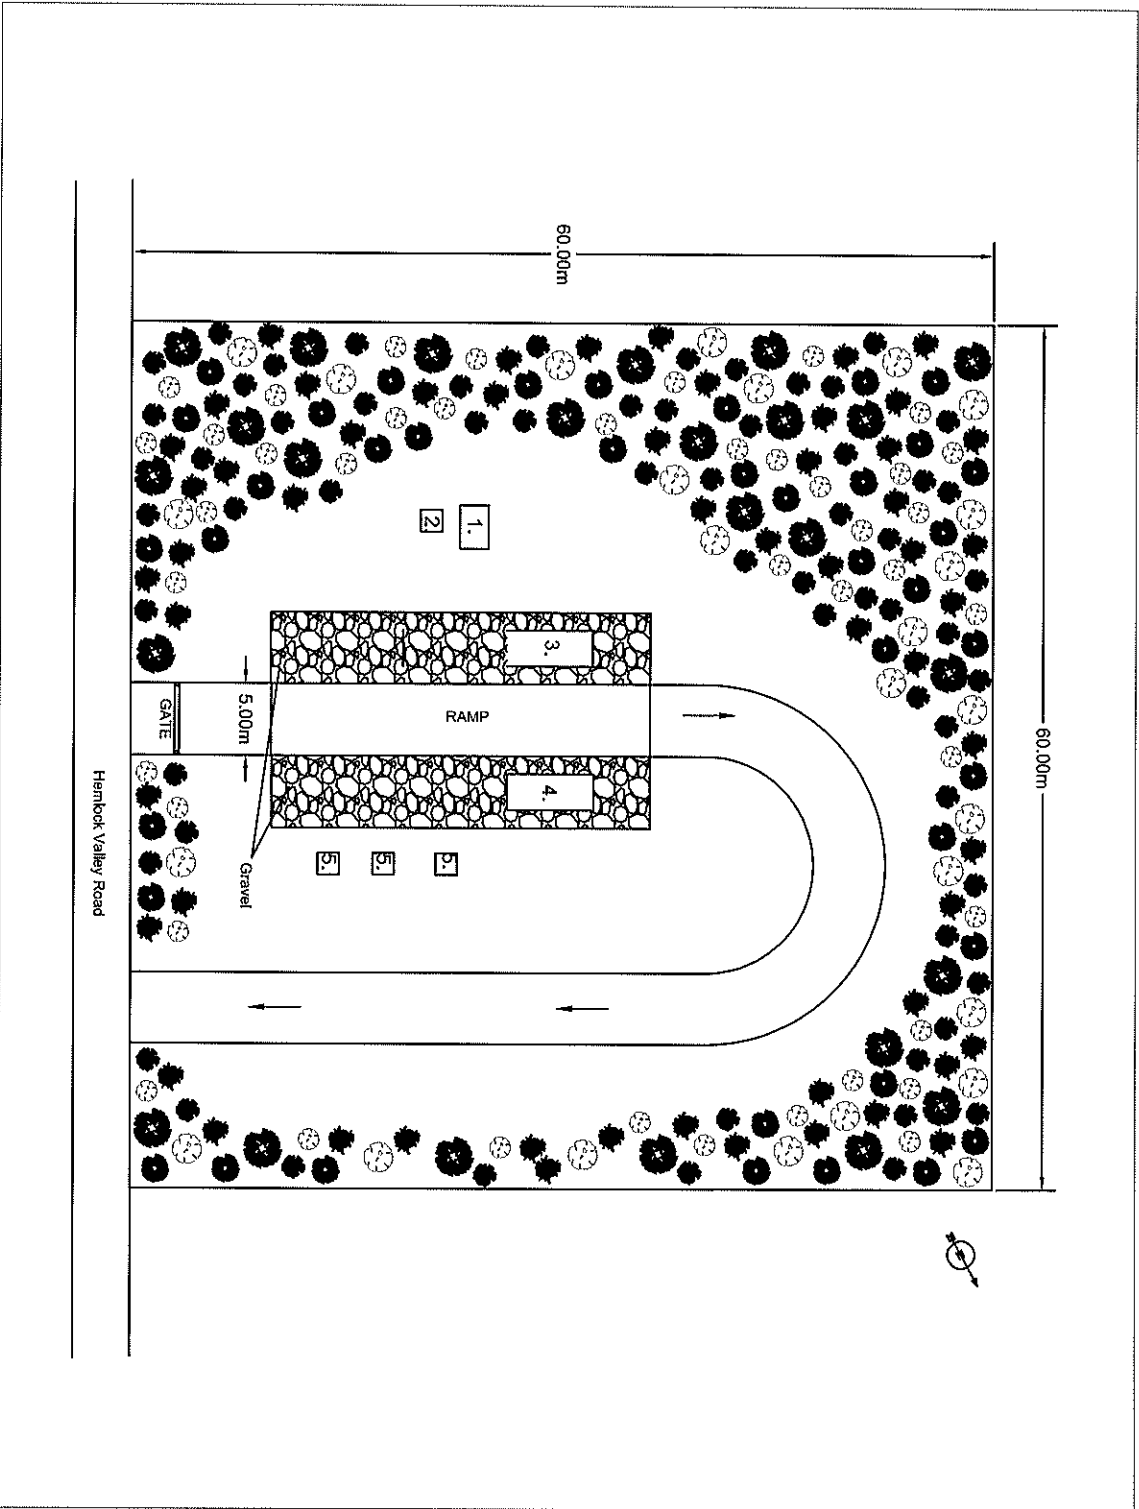 60.00m
60.00m
1.
2.
3.
RAMP
5.00m
GATE
4.
5.
5.
5.
Gravel
Hemlock Valley Road